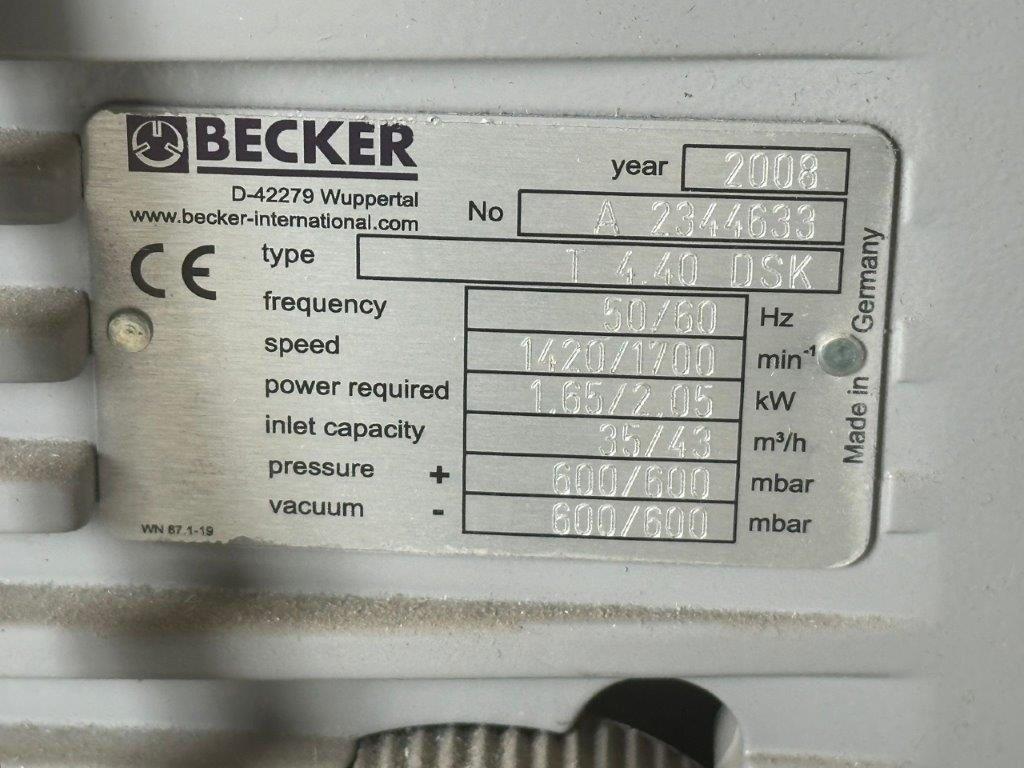 BECKER
D-42279 Wuppertal
www.becker-international.com
year 2008
No A 2344633
CE type T 4.40 DSK
frequency 50/60 Hz
speed 1420/1700 min⁻¹
power required 1.65/2.05 kW
inlet capacity 35/43 m³/h
pressure + 600/600 mbar
vacuum - 600/600 mbar
WN 67.1-19
Made in Germany